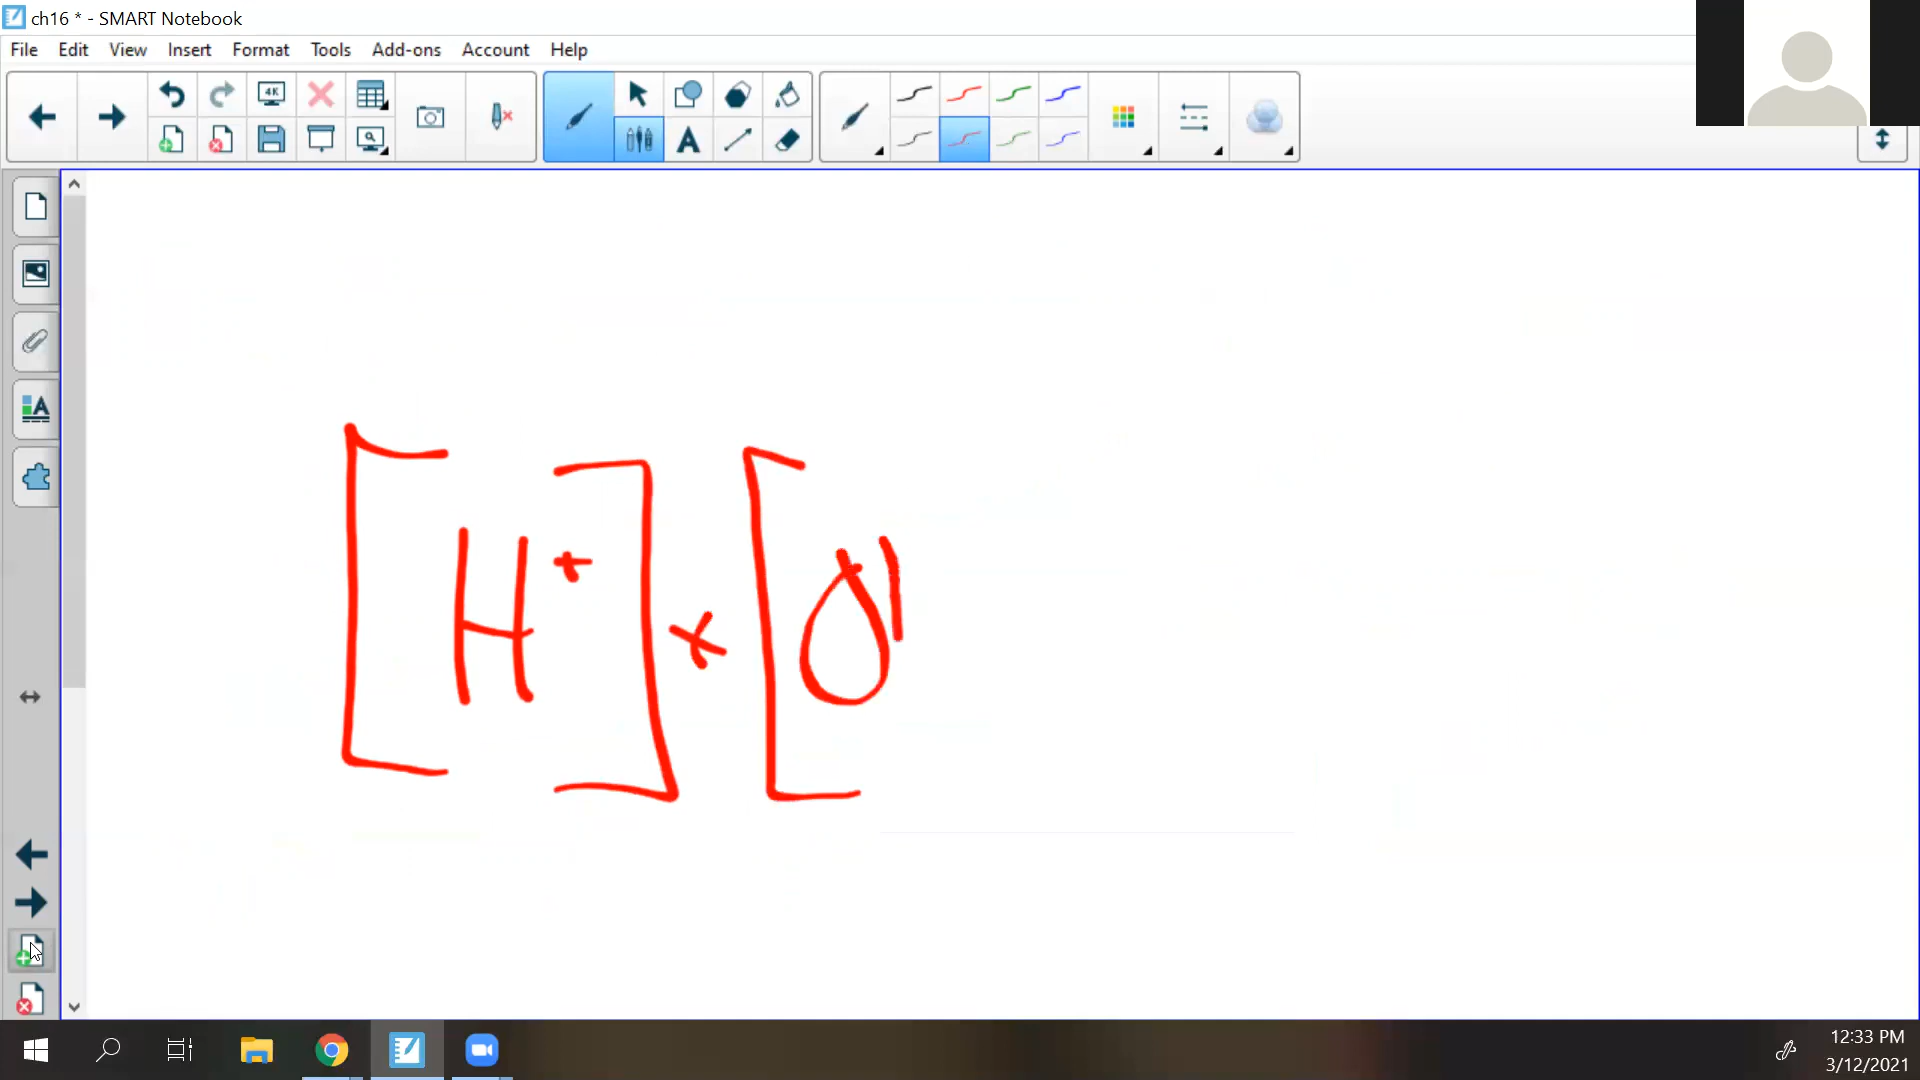 ch16 * - SMART Notebook
File Edit View Insert Format Tools Add-ons Account Help
4K
A
A
[H⁺] × [O
12:33 PM
3/12/2021